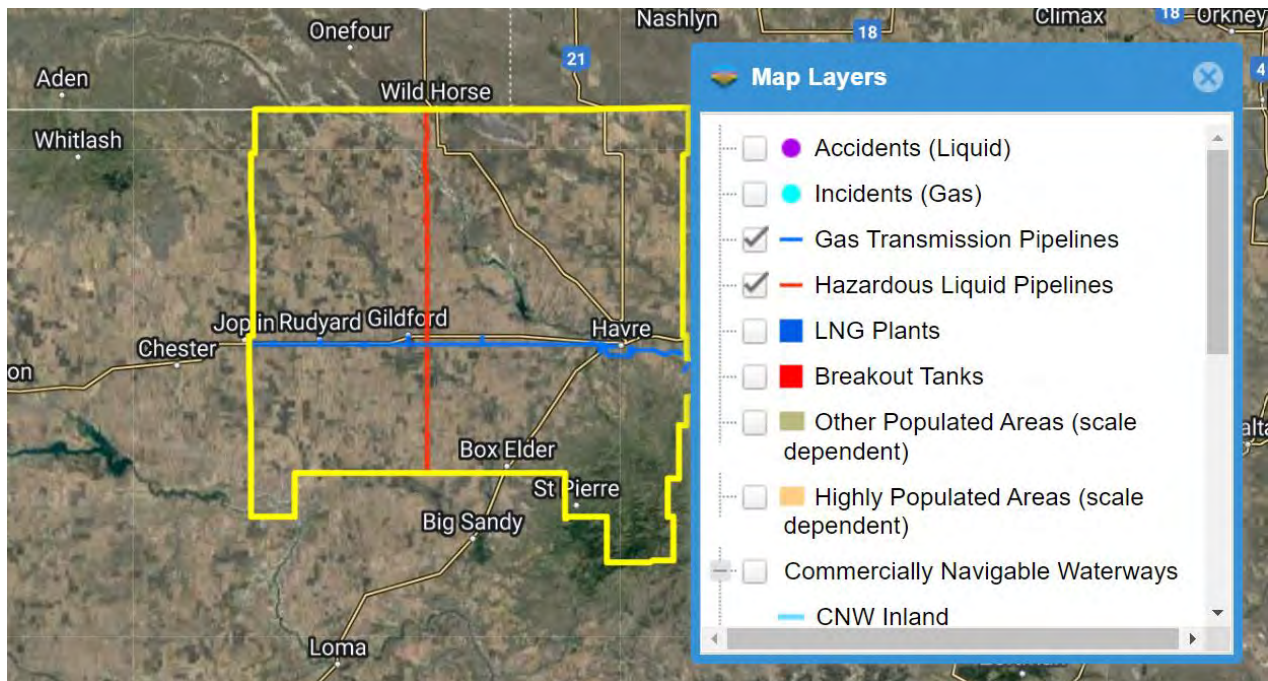 Nashlyn
Climax
18
Orkney
Onefour
18
21
4
Aden
Wild Horse
Whitlash
Joplin
Rudyard
Gildford
Havre
Chester
on
Box Elder
St Pierre
Big Sandy
Loma
alta
Map Layers
Accidents (Liquid)
Incidents (Gas)
Gas Transmission Pipelines
Hazardous Liquid Pipelines
LNG Plants
Breakout Tanks
Other Populated Areas (scale
dependent)
Highly Populated Areas (scale
dependent)
Commercially Navigable Waterways
CNW Inland